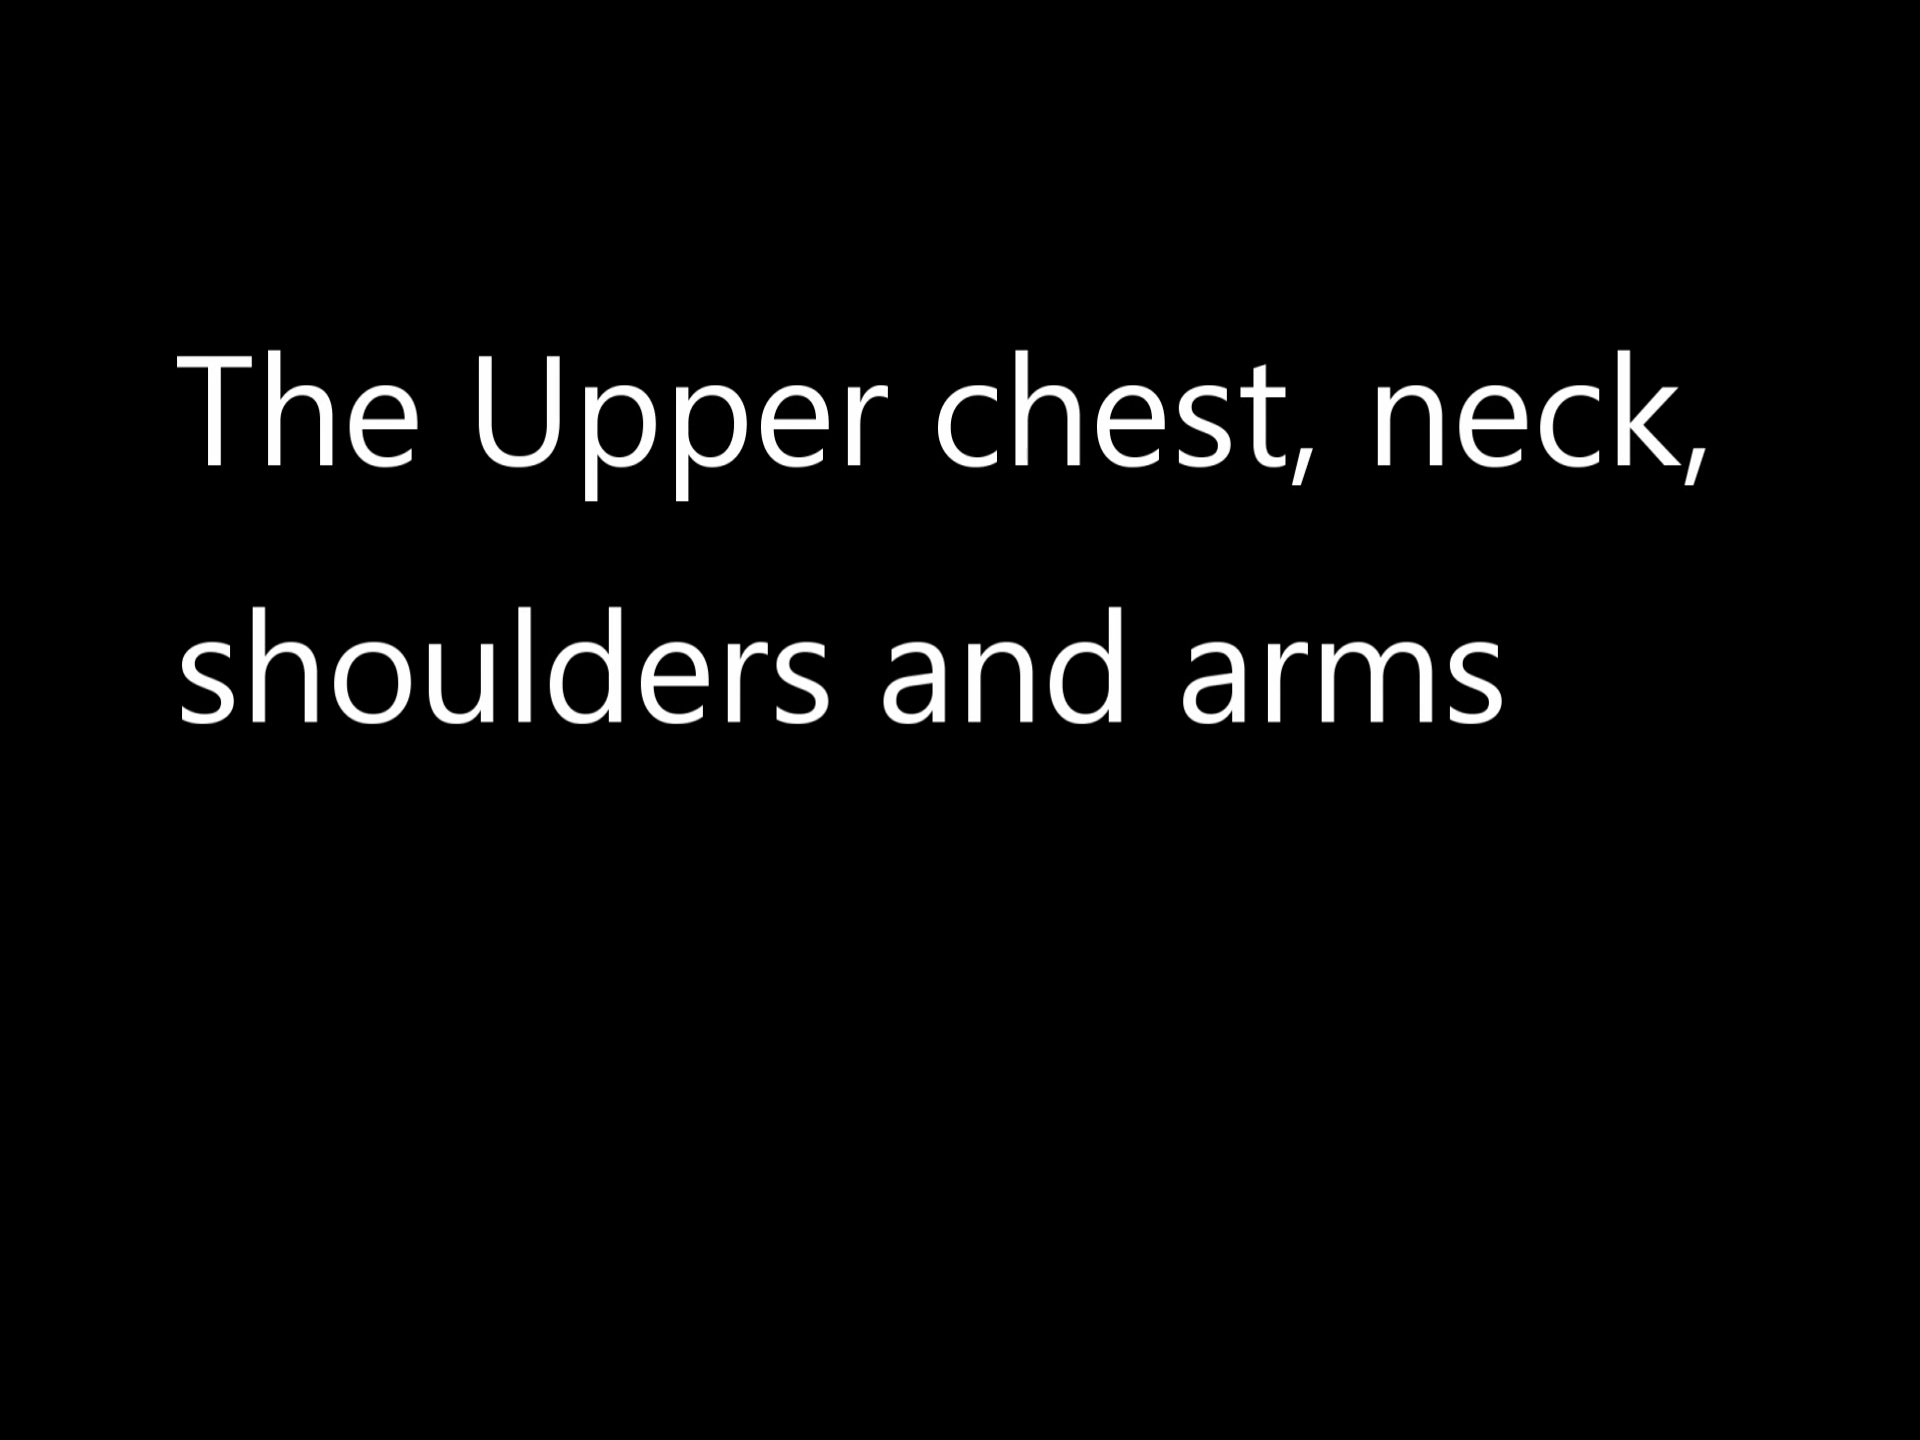 The Upper chest, neck,
shoulders and arms